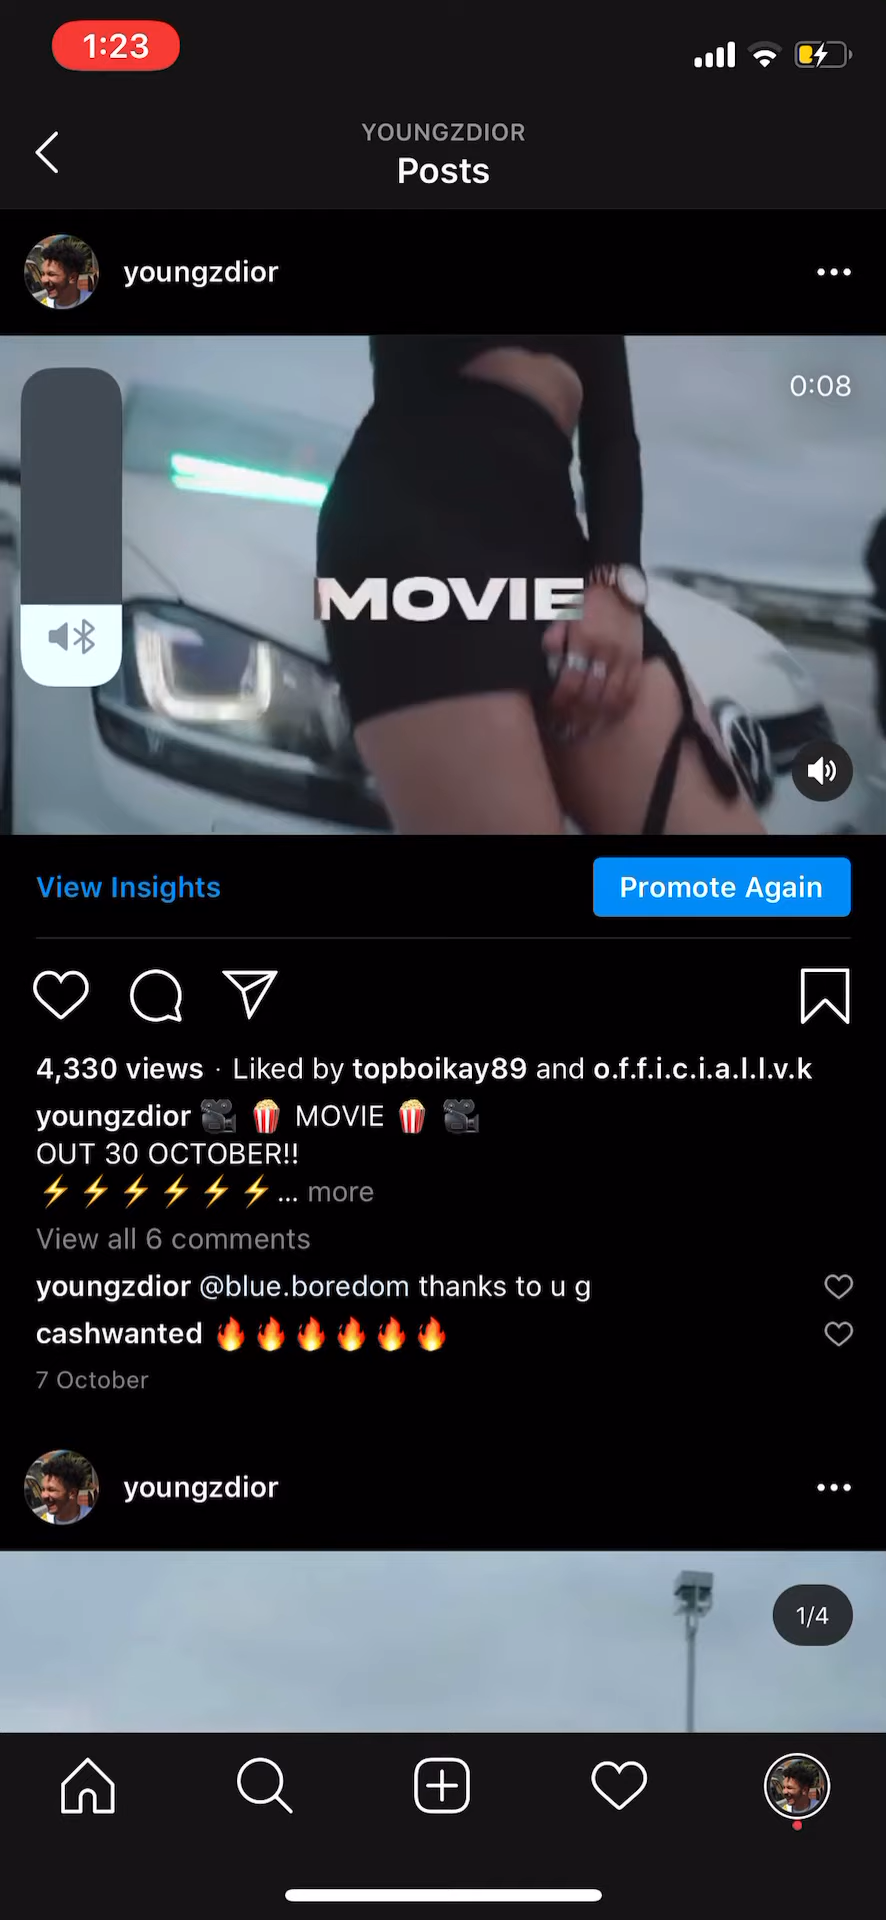 1:23
YOUNGZDIOR
Posts
youngzdior
0:08
MOVIE
View Insights
Promote Again
4,330 views · Liked by topboikay89 and o.f.f.i.c.i.a.l.l.v.k
youngzdior 🎥 🍿 MOVIE 🍿 🎥
OUT 30 OCTOBER!!
⚡⚡⚡⚡⚡⚡... more
View all 6 comments
youngzdior @blue.boredom thanks to u g
cashwanted 🔥🔥🔥🔥🔥🔥
7 October
youngzdior
1/4